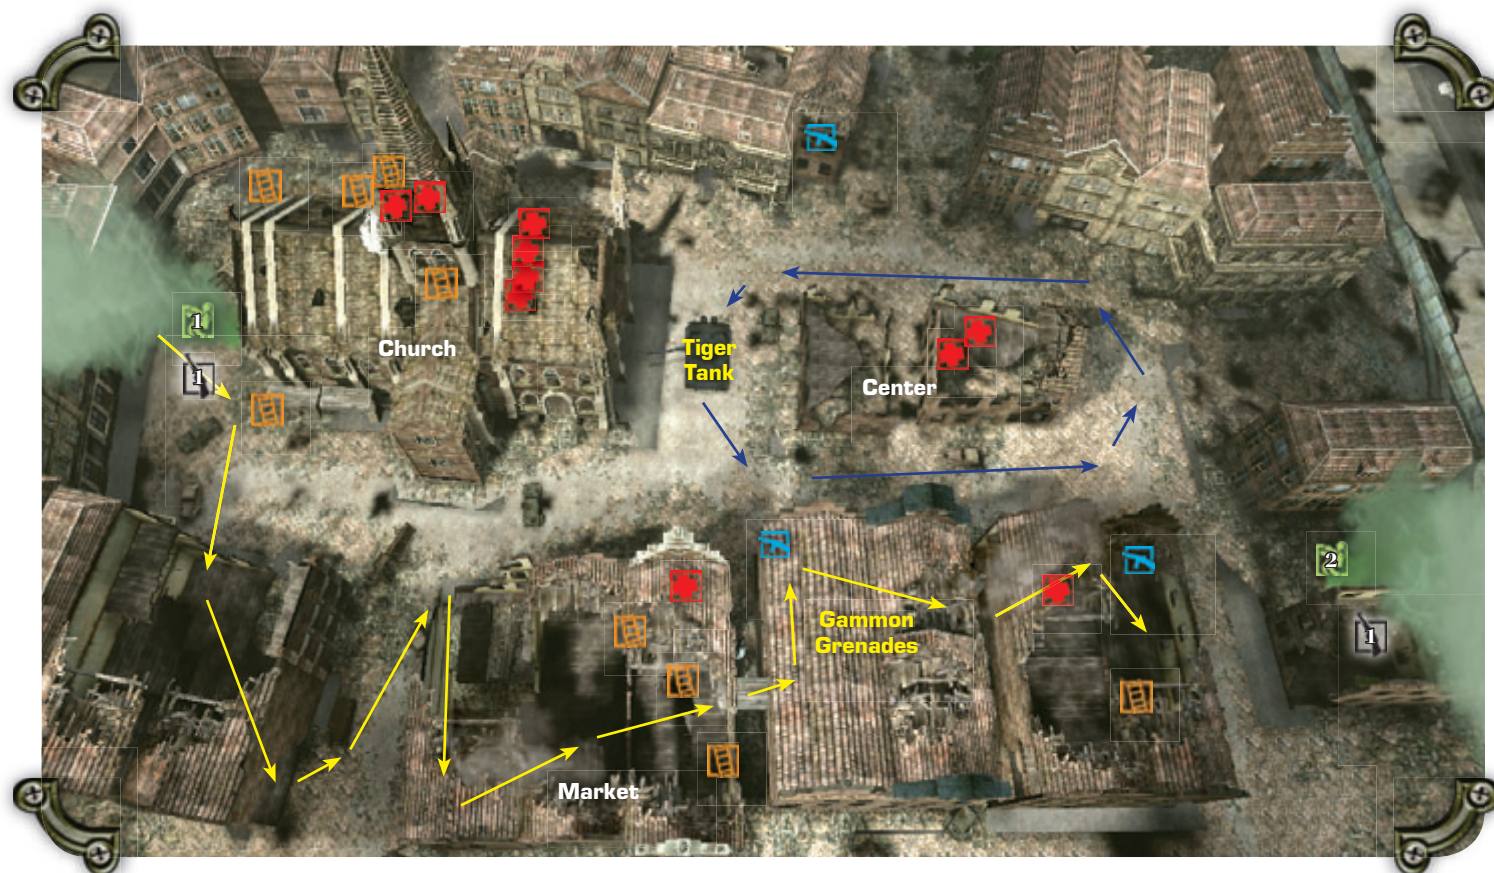 1
Church
1
Tiger
Tank
Center
2
Gammon
Grenades
1
Market